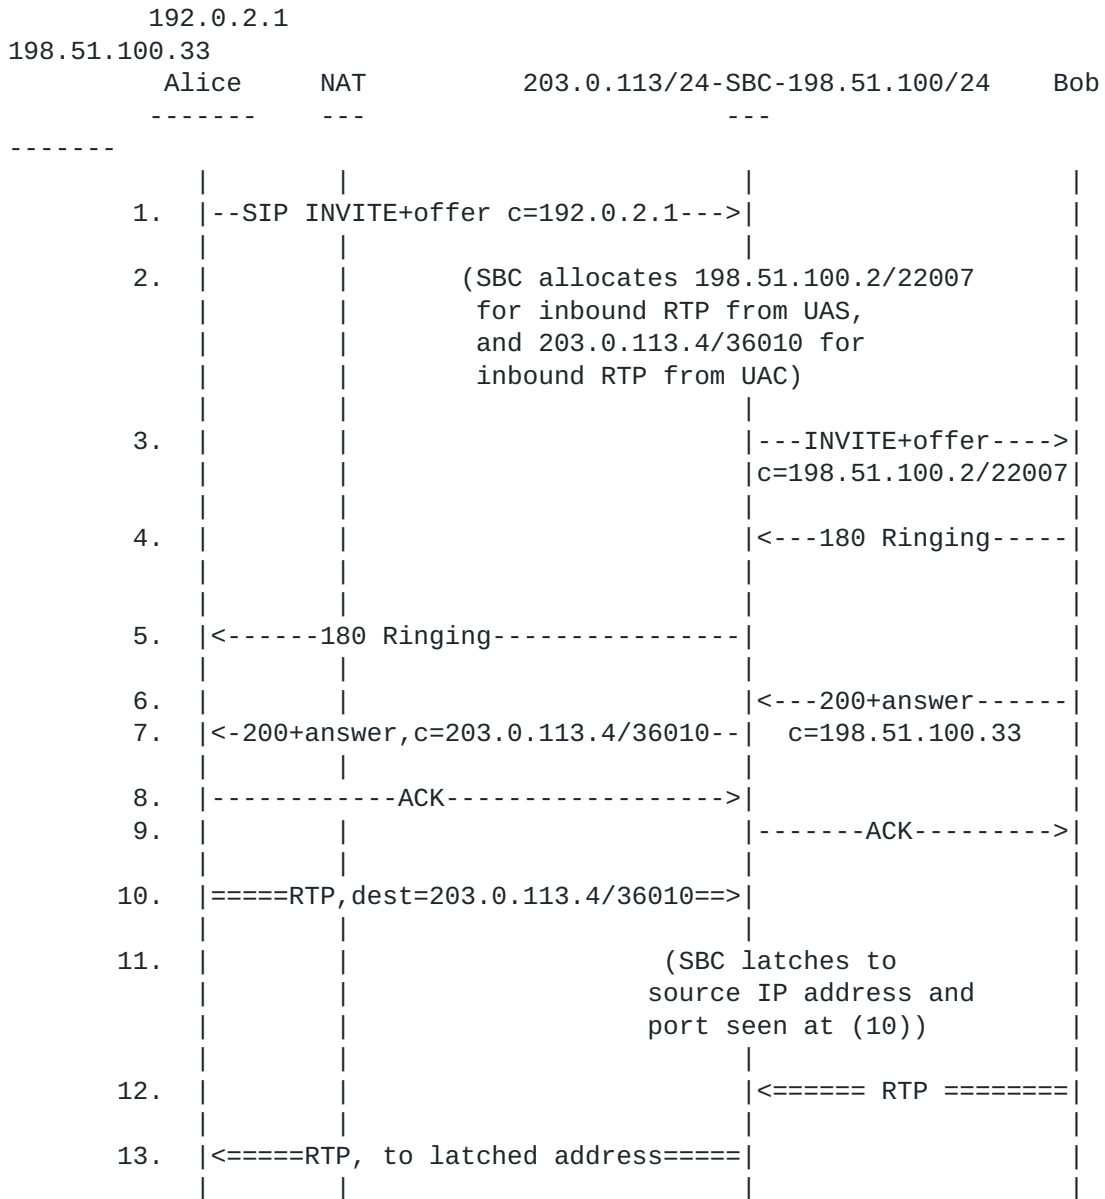 192.0.2.1
198.51.100.33
Alice     NAT          203.0.113/24-SBC-198.51.100/24    Bob
-------    ---                       ---
-------
1.  |--SIP INVITE+offer c=192.0.2.1--->|                    |
2.  |        |       (SBC allocates 198.51.100.2/22007      |
    |        |        for inbound RTP from UAS,             |
    |        |        and 203.0.113.4/36010 for             |
    |        |        inbound RTP from UAC)                 |
3.  |        |                         |---INVITE+offer---->|
    |        |                         |c=198.51.100.2/22007|
4.  |        |                         |<---180 Ringing-----|
5.  |<------180 Ringing----------------|                    |
6.  |        |                         |<---200+answer------|
7.  |<-200+answer,c=203.0.113.4/36010--|  c=198.51.100.33   |
8.  |------------ACK------------------>|                    |
9.  |        |                         |-------ACK--------->|
10.  |=====RTP,dest=203.0.113.4/36010==>|                    |
11.  |        |                    (SBC latches to           |
     |        |                   source IP address and      |
     |        |                   port seen at (10))         |
12.  |        |                         |<====== RTP ========|
13.  |<=====RTP, to latched address=====|                    |